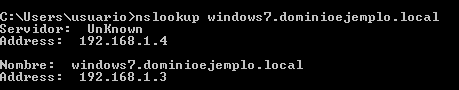 C:\Users\usuario>nslookup windows7.dominioejemplo.local
Servidor:  UnKnown
Address:  192.168.1.4
Nombre:  windows7.dominioejemplo.local
Address:  192.168.1.3